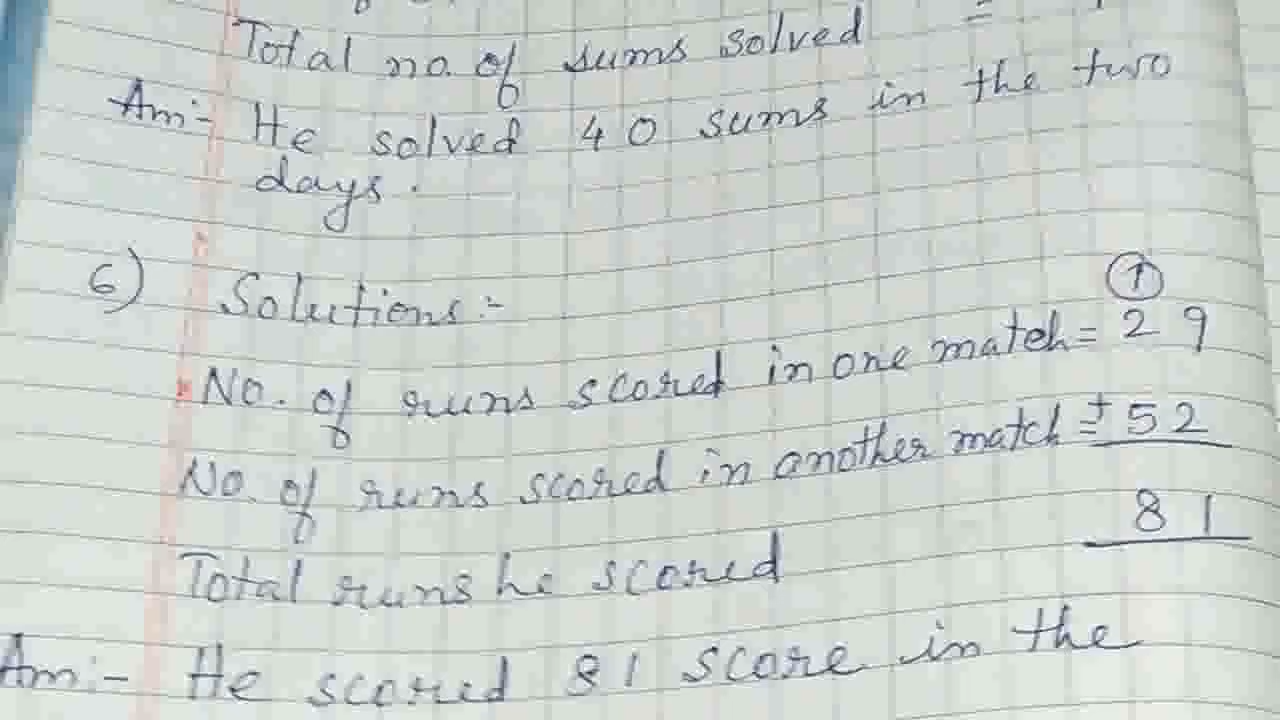 Total no. of sums solved =
Ans:- He solved 40 sums in the two
days.
6) Solutions:-
1
No. of runs scored in one match = 29
No. of runs scored in another match = + 52
81
Total runs he scored
Ans:- He scored 81 score in the